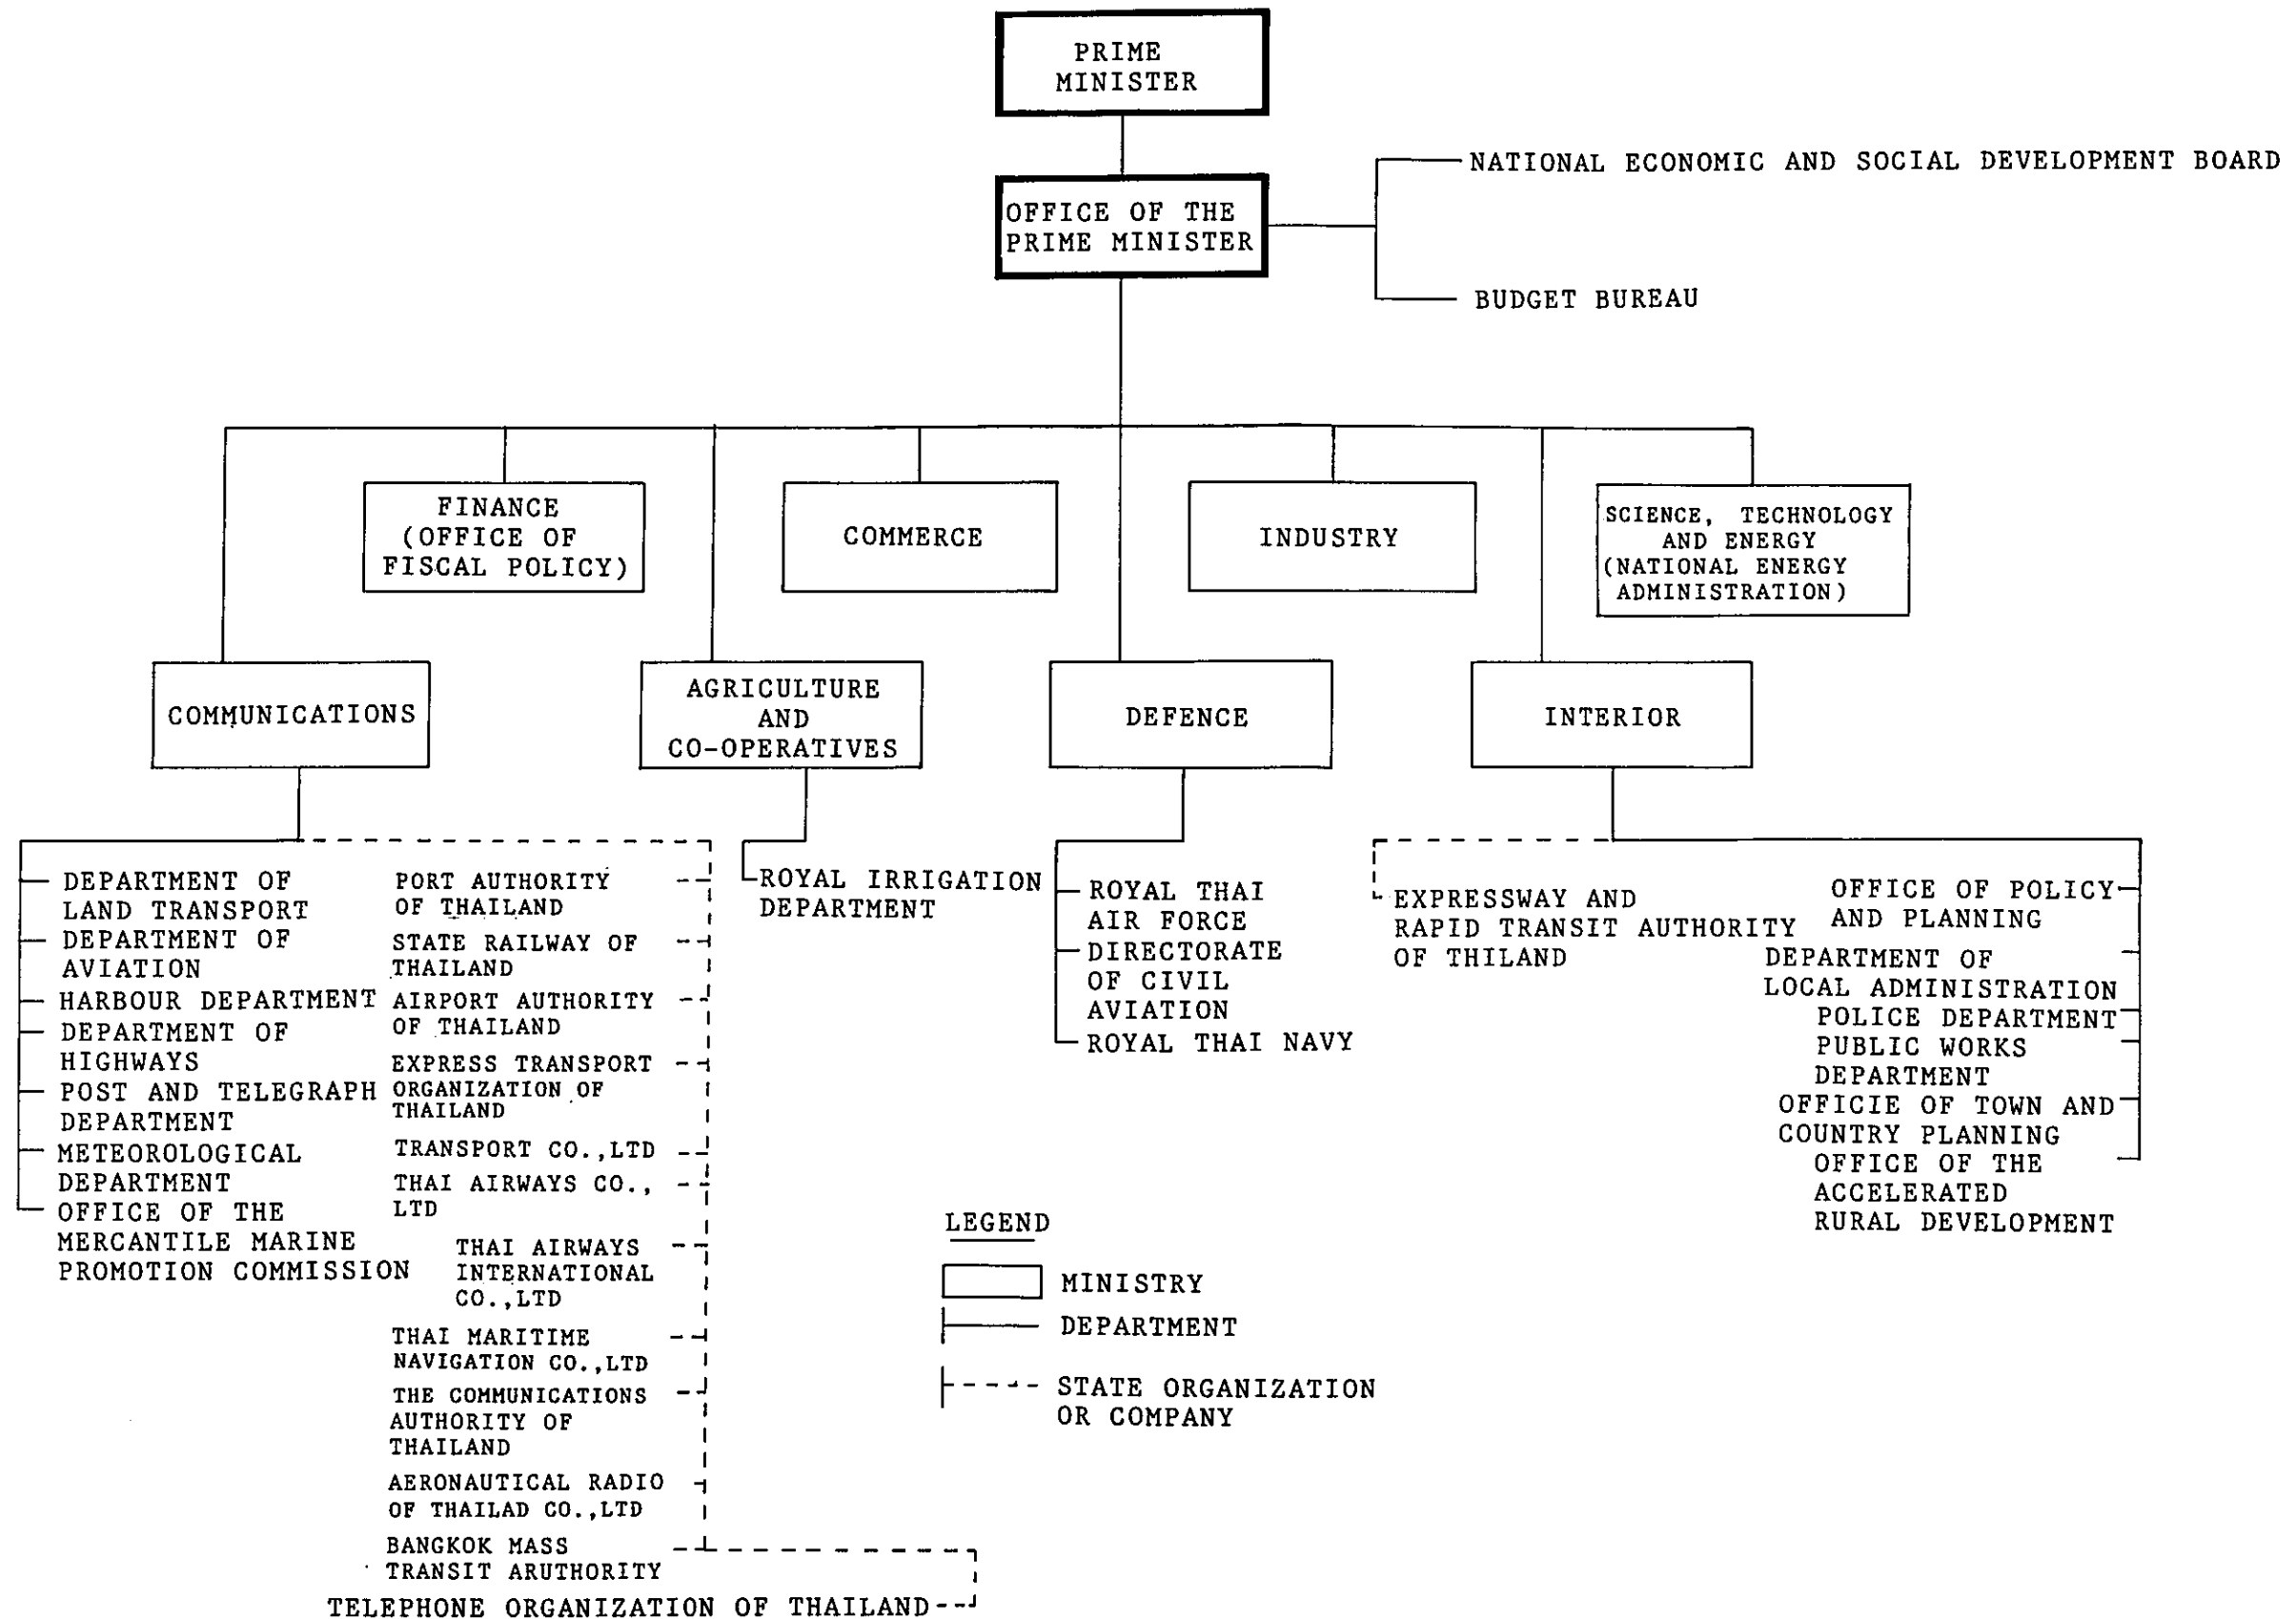 PRIME
MINISTER
OFFICE OF THE
PRIME MINISTER
NATIONAL ECONOMIC AND SOCIAL DEVELOPMENT BOARD
BUDGET BUREAU
FINANCE
(OFFICE OF
FISCAL POLICY)
COMMERCE
INDUSTRY
SCIENCE, TECHNOLOGY
AND ENERGY
(NATIONAL ENERGY
ADMINISTRATION)
COMMUNICATIONS
AGRICULTURE
AND
CO-OPERATIVES
DEFENCE
INTERIOR
DEPARTMENT OF
LAND TRANSPORT
DEPARTMENT OF
AVIATION
HARBOUR DEPARTMENT
DEPARTMENT OF
HIGHWAYS
POST AND TELEGRAPH
DEPARTMENT
METEOROLOGICAL
DEPARTMENT
OFFICE OF THE
MERCANTILE MARINE
PROMOTION COMMISSION
PORT AUTHORITY
OF THAILAND
STATE RAILWAY OF
THAILAND
AIRPORT AUTHORITY
OF THAILAND
EXPRESS TRANSPORT
ORGANIZATION OF
THAILAND
TRANSPORT CO.,LTD
THAI AIRWAYS CO.,
LTD
THAI AIRWAYS
INTERNATIONAL
CO.,LTD
THAI MARITIME
NAVIGATION CO.,LTD
THE COMMUNICATIONS
AUTHORITY OF
THAILAND
AERONAUTICAL RADIO
OF THAILAD CO.,LTD
BANGKOK MASS
TRANSIT ARUTHORITY
TELEPHONE ORGANIZATION OF THAILAND
ROYAL IRRIGATION
DEPARTMENT
ROYAL THAI
AIR FORCE
DIRECTORATE
OF CIVIL
AVIATION
ROYAL THAI NAVY
EXPRESSWAY AND
RAPID TRANSIT AUTHORITY
OF THILAND
OFFICE OF POLICY
AND PLANNING
DEPARTMENT OF
LOCAL ADMINISTRATION
POLICE DEPARTMENT
PUBLIC WORKS
DEPARTMENT
OFFICIE OF TOWN AND
COUNTRY PLANNING
OFFICE OF THE
ACCELERATED
RURAL DEVELOPMENT
LEGEND
MINISTRY
DEPARTMENT
STATE ORGANIZATION
OR COMPANY